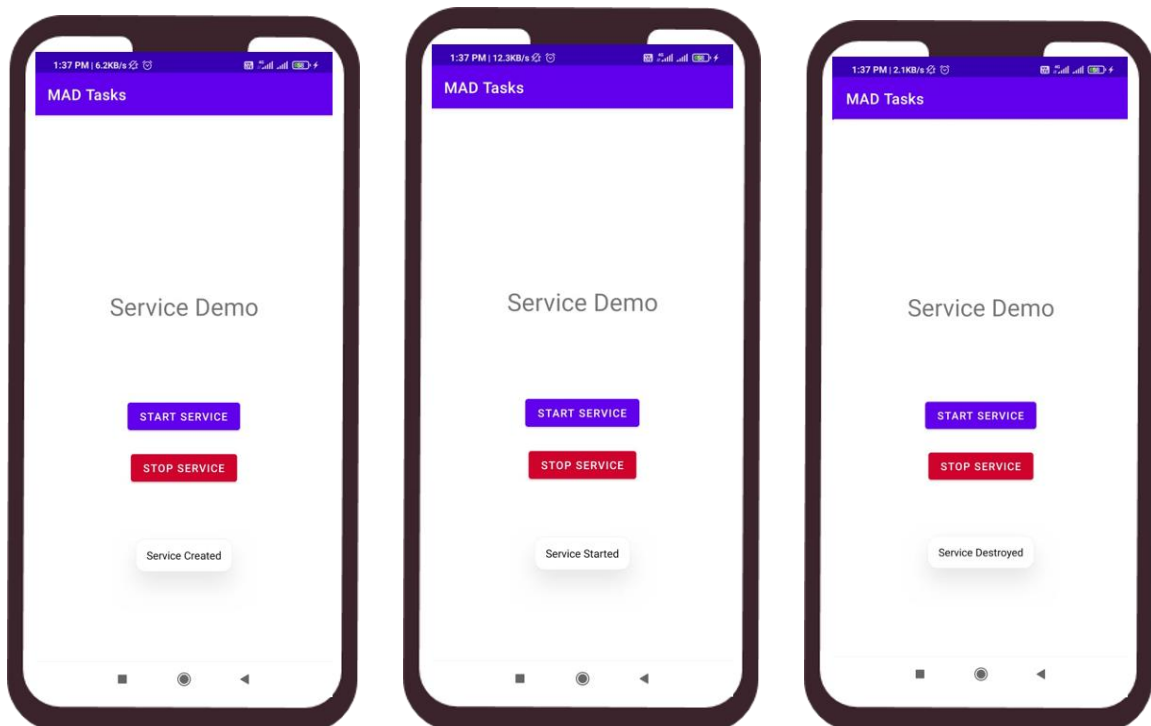 1:37 PM | 6.2KB/s
MAD Tasks
Service Demo
START SERVICE
STOP SERVICE
Service Created
1:37 PM | 12.3KB/s
MAD Tasks
Service Demo
START SERVICE
STOP SERVICE
Service Started
1:37 PM | 2.1KB/s
MAD Tasks
Service Demo
START SERVICE
STOP SERVICE
Service Destroyed